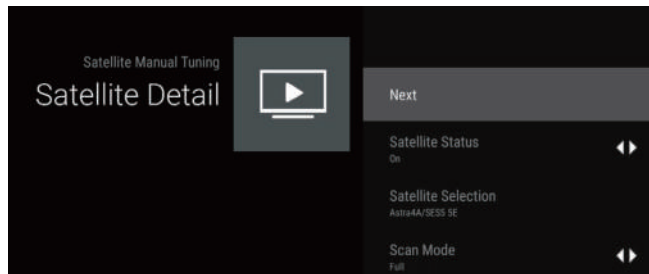 Satellite Manual Tuning
Satellite Detail
Next
Satellite Status
On
Satellite Selection
Astra4A/SES5 5E
Scan Mode
Full